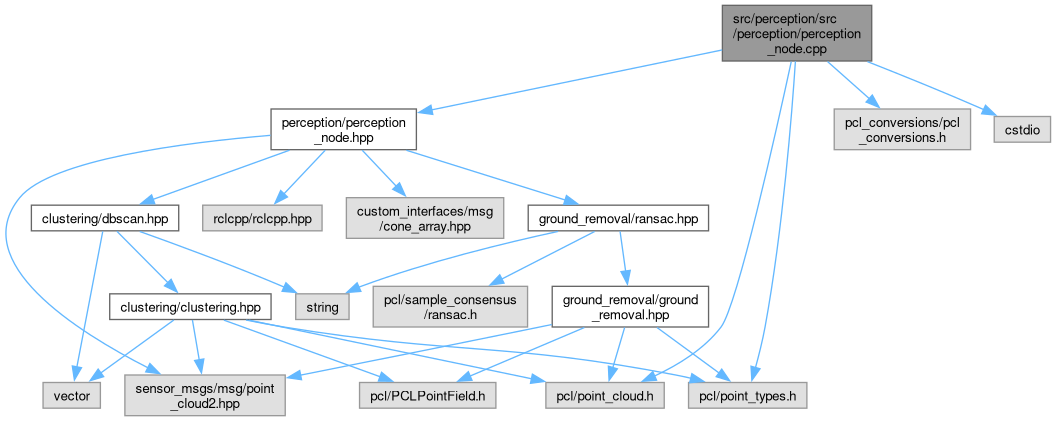 src/perception/src
/perception/perception
_node.cpp
perception/perception
_node.hpp
pcl_conversions/pcl
_conversions.h
cstdio
clustering/dbscan.hpp
rclcpp/rclcpp.hpp
custom_interfaces/msg
/cone_array.hpp
ground_removal/ransac.hpp
clustering/clustering.hpp
string
pcl/sample_consensus
/ransac.h
ground_removal/ground
_removal.hpp
vector
sensor_msgs/msg/point
_cloud2.hpp
pcl/PCLPointField.h
pcl/point_cloud.h
pcl/point_types.h